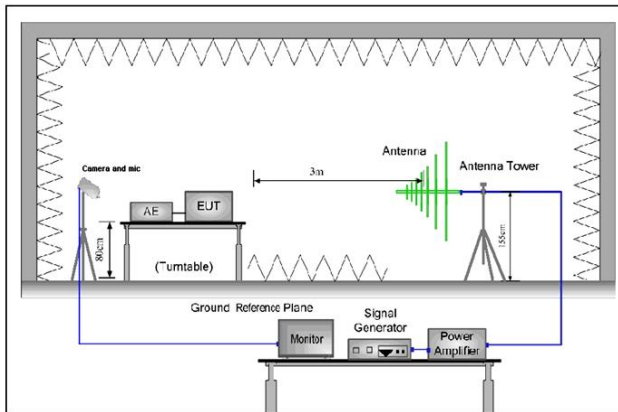 Antenna
3m
Antenna Tower
Camera and mic
AE
EUT
80cm
(Turntable)
155cm
Ground Reference Plane
Signal
Generator
Monitor
Power
Amplifier